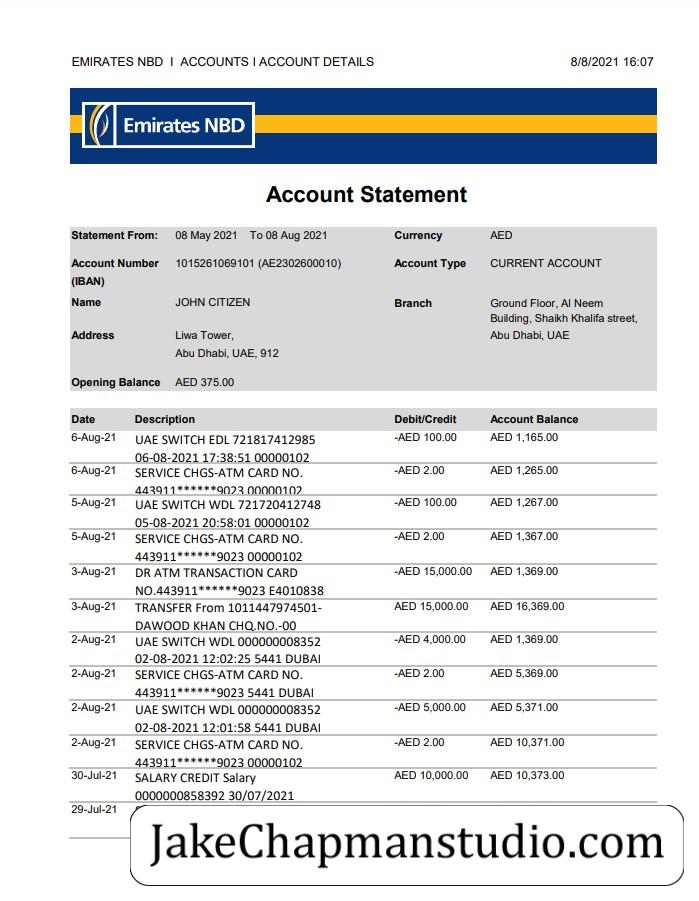 EMIRATES NBD I ACCOUNTS I ACCOUNT DETAILS 8/8/2021 16:07
Emirates NBD
Account Statement
Statement From: 08 May 2021 To 08 Aug 2021 Currency AED
Account Number 1015261069101 (AE2302600010) Account Type CURRENT ACCOUNT
(IBAN)
Name JOHN CITIZEN Branch Ground Floor, Al Neem
Building, Shaikh Khalifa street,
Address Liwa Tower, Abu Dhabi, UAE
Abu Dhabi, UAE, 912
Opening Balance AED 375.00
Date Description Debit/Credit Account Balance
6-Aug-21 UAE SWITCH EDL 721817412985 -AED 100.00 AED 1,165.00
06-08-2021 17:38:51 00000102
6-Aug-21 SERVICE CHGS-ATM CARD NO. -AED 2.00 AED 1,265.00
443911******9023 00000102
5-Aug-21 UAE SWITCH WDL 721720412748 -AED 100.00 AED 1,267.00
05-08-2021 20:58:01 00000102
5-Aug-21 SERVICE CHGS-ATM CARD NO. -AED 2.00 AED 1,367.00
443911******9023 00000102
3-Aug-21 DR ATM TRANSACTION CARD -AED 15,000.00 AED 1,369.00
NO.443911******9023 E4010838
3-Aug-21 TRANSFER From 1011447974501- AED 15,000.00 AED 16,369.00
DAWOOD KHAN CHQ.NO.-00
2-Aug-21 UAE SWITCH WDL 000000008352 -AED 4,000.00 AED 1,369.00
02-08-2021 12:02:25 5441 DUBAI
2-Aug-21 SERVICE CHGS-ATM CARD NO. -AED 2.00 AED 5,369.00
443911******9023 5441 DUBAI
2-Aug-21 UAE SWITCH WDL 000000008352 -AED 5,000.00 AED 5,371.00
02-08-2021 12:01:58 5441 DUBAI
2-Aug-21 SERVICE CHGS-ATM CARD NO. -AED 2.00 AED 10,371.00
443911******9023 00000102
30-Jul-21 SALARY CREDIT Salary AED 10,000.00 AED 10,373.00
0000000858392 30/07/2021
29-Jul-21
JakeChapmanstudio.com